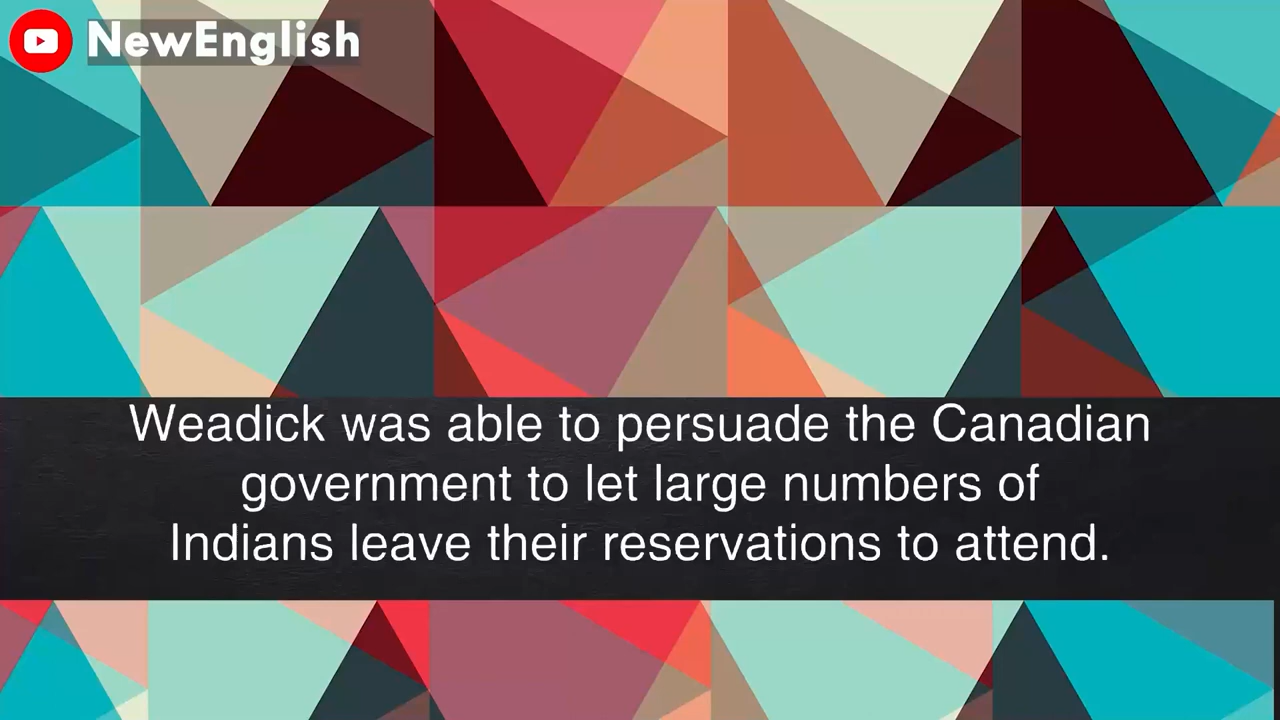 NewEnglish
Weadick was able to persuade the Canadian
government to let large numbers of
Indians leave their reservations to attend.